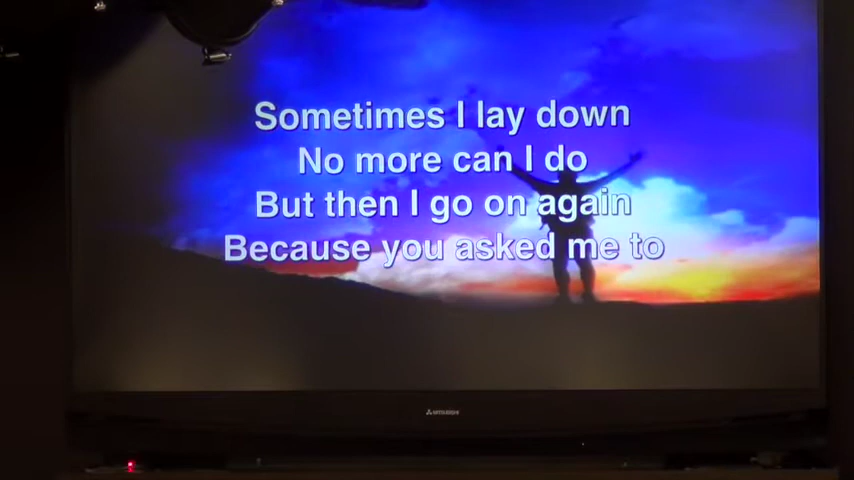 Sometimes I lay down
No more can I do
But then I go on again
Because you asked me to
MITSUBISHI